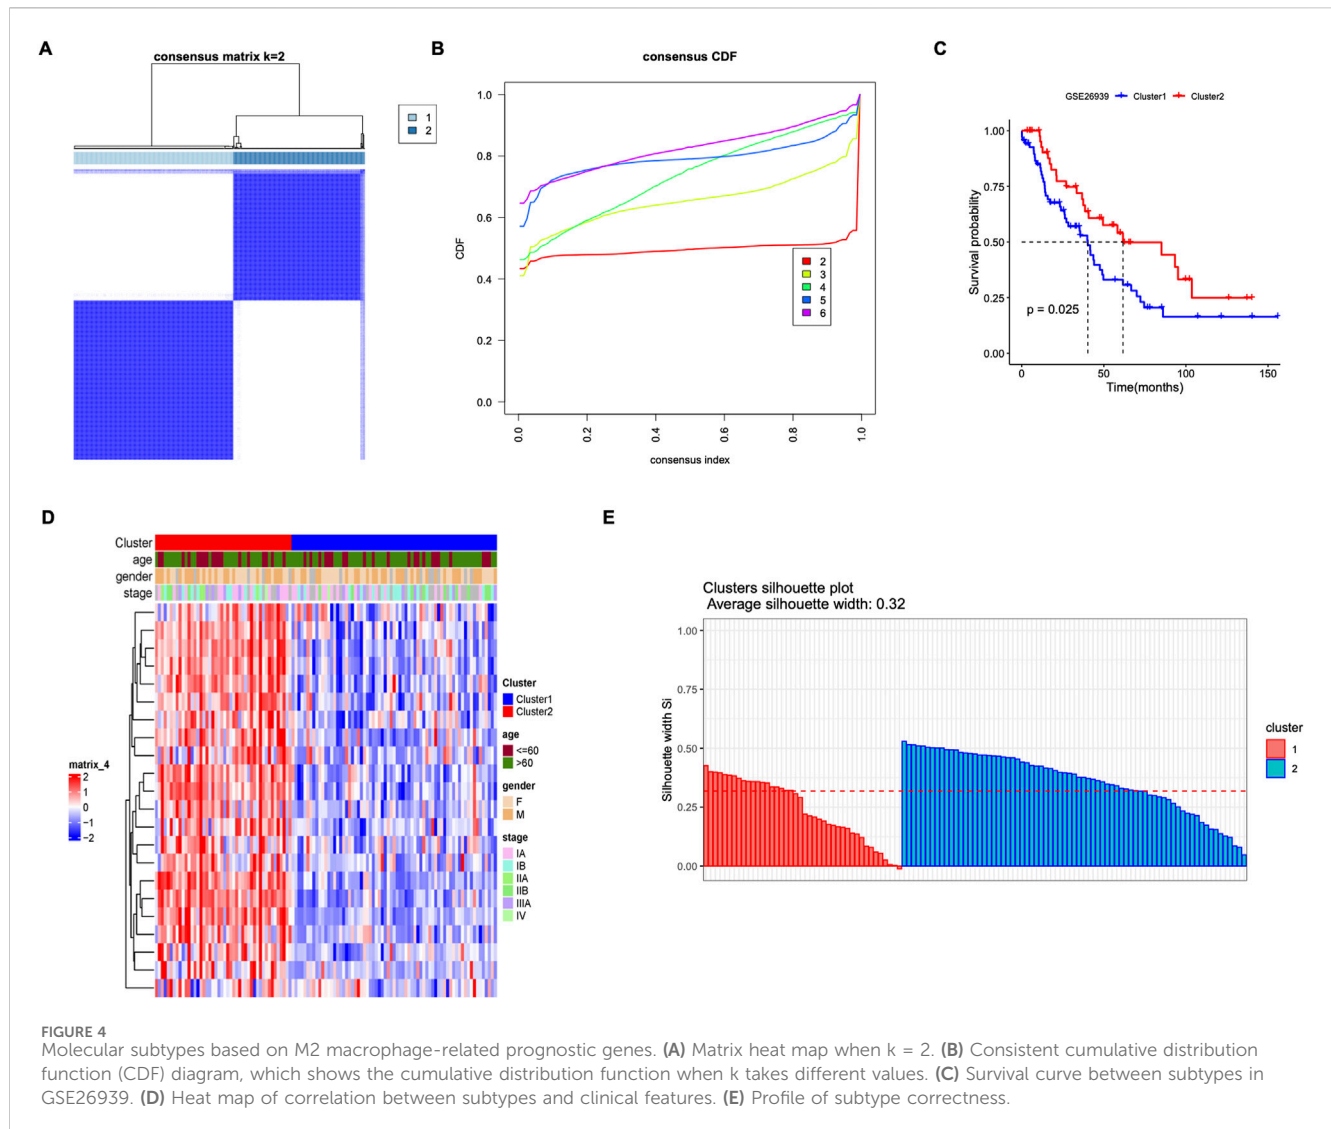 A
consensus matrix k=2
1
2
B
consensus CDF
1.0
0.8
0.6
0.4
0.2
0.0
CDF
2
3
4
5
6
0.0
0.2
0.4
0.6
0.8
1.0
consensus index
C
GSE26939 Cluster1 Cluster2
1.00
0.75
0.50
0.25
0.00
Survival probability
p = 0.025
0 50 100 150
Time(months)
D
Cluster
age
gender
stage
matrix_4
2
1
0
−1
−2
Cluster
Cluster1
Cluster2
age
<=60
>60
gender
F
M
stage
IA
IB
IIA
IIB
IIIA
IV
E
Clusters silhouette plot
Average silhouette width: 0.32
1.00
0.75
0.50
0.25
0.00
Silhouette width Si
cluster
1
2
FIGURE 4
Molecular subtypes based on M2 macrophage-related prognostic genes. (A) Matrix heat map when k = 2. (B) Consistent cumulative distribution
function (CDF) diagram, which shows the cumulative distribution function when k takes different values. (C) Survival curve between subtypes in
GSE26939. (D) Heat map of correlation between subtypes and clinical features. (E) Profile of subtype correctness.